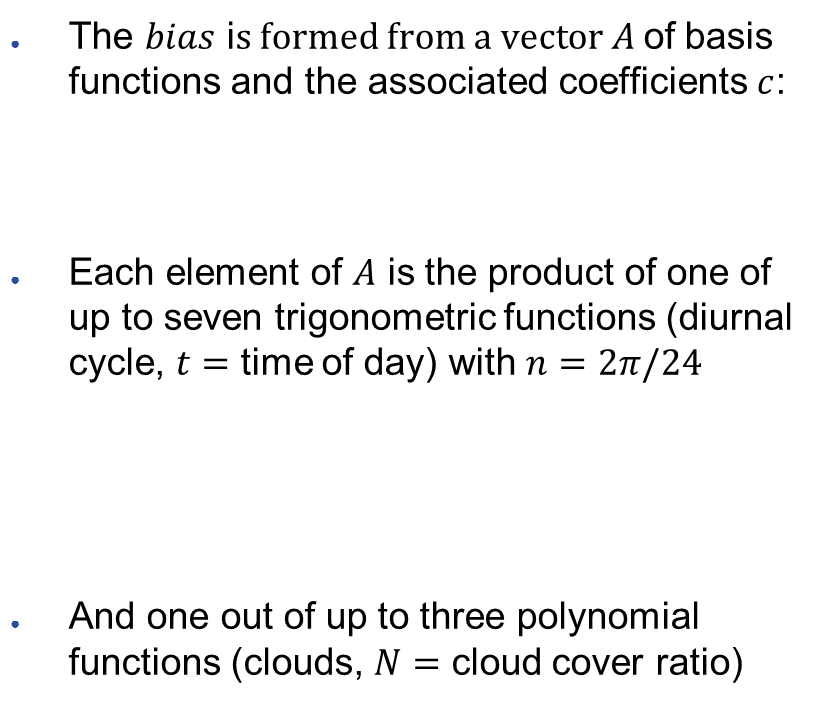 • The bias is formed from a vector A of basis
functions and the associated coefficients c:
• Each element of A is the product of one of
up to seven trigonometric functions (diurnal
cycle, t = time of day) with n = 2π/24
• And one out of up to three polynomial
functions (clouds, N = cloud cover ratio)